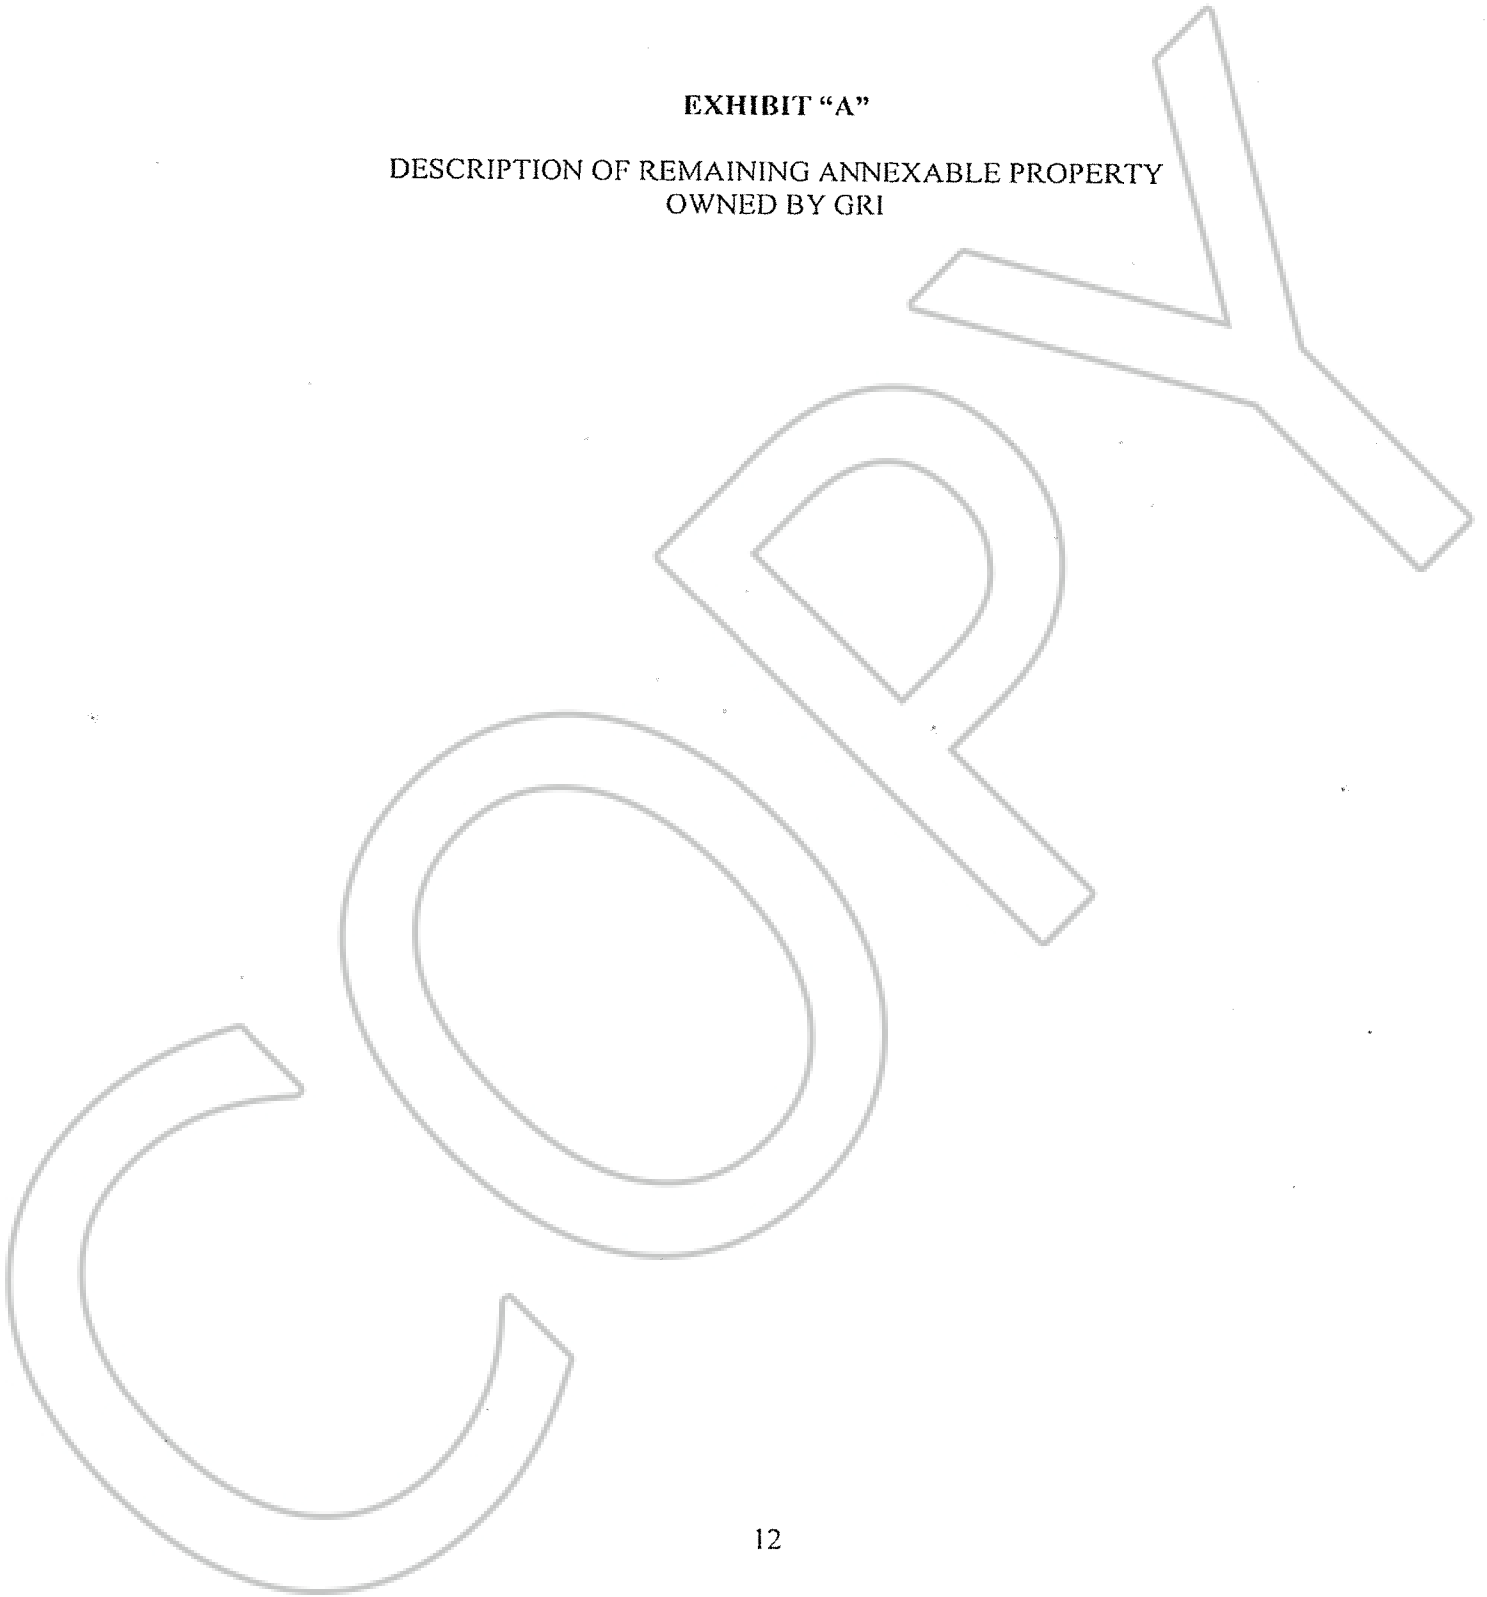 EXHIBIT “A”
DESCRIPTION OF REMAINING ANNEXABLE PROPERTY
OWNED BY GRI
COPY
12